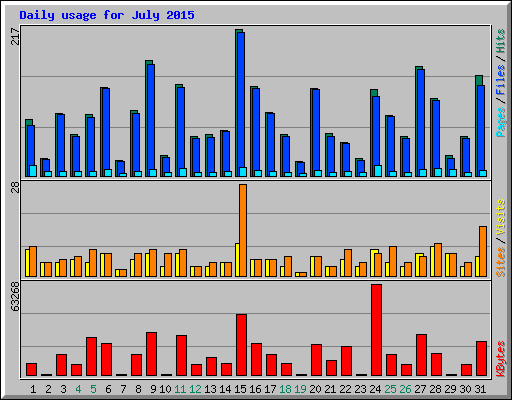 Daily usage for July 2015
217
Pages / Files / Hits
28
Sites / Visits
63268
KBytes
1 2 3 4 5 6 7 8 9 10 11 12 13 14 15 16 17 18 19 20 21 22 23 24 25 26 27 28 29 30 31